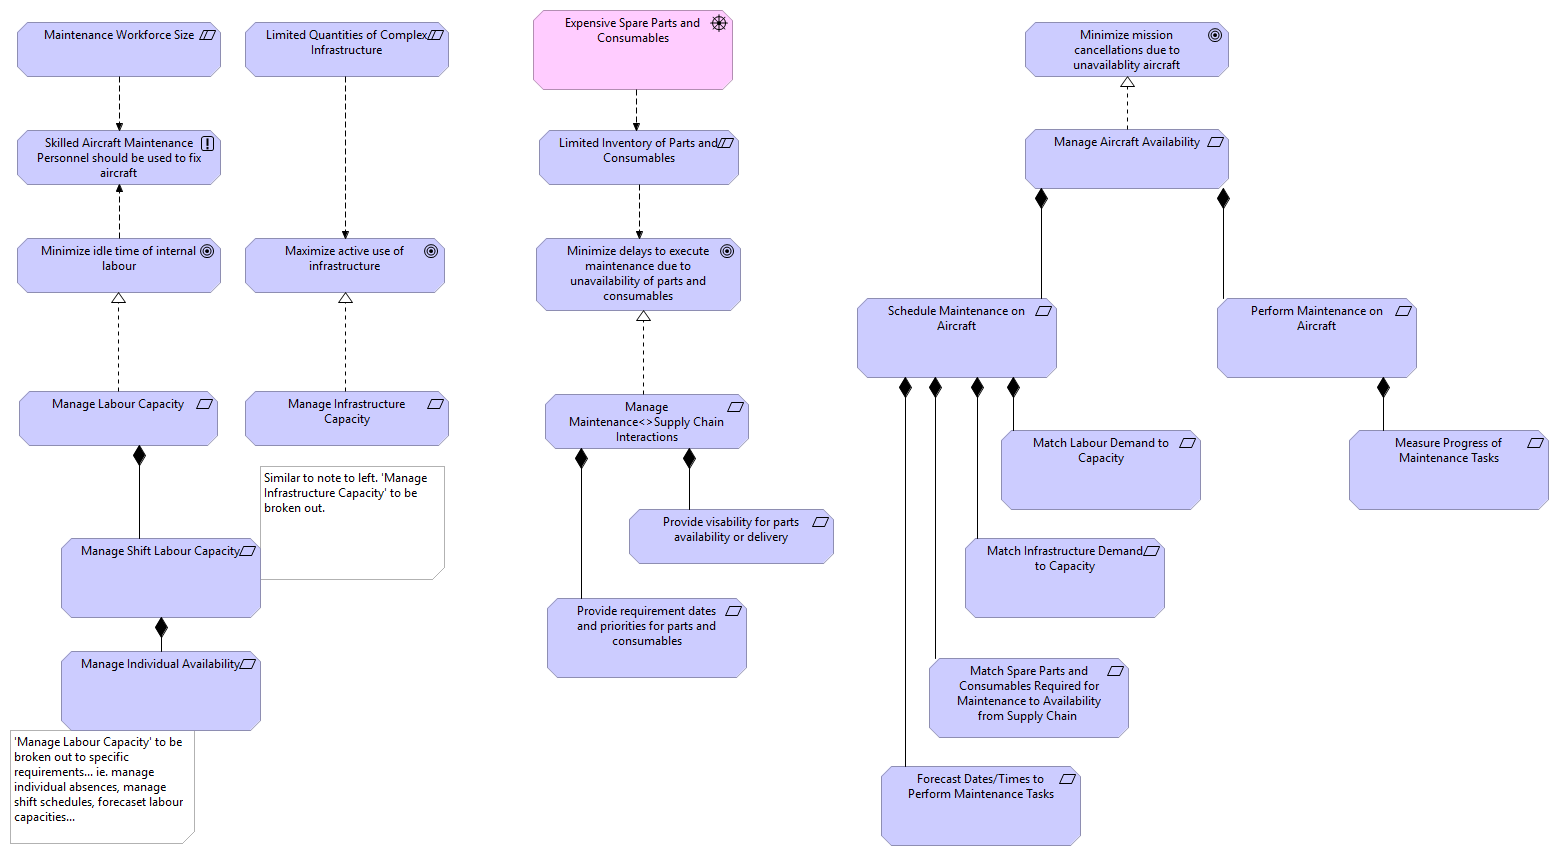 Maintenance Workforce Size
Limited Quantities of Complex
Infrastructure
Expensive Spare Parts and
Consumables
Minimize mission
cancellations due to
unavailablity aircraft
Skilled Aircraft Maintenance
Personnel should be used to fix
aircraft
Limited Inventory of Parts and
Consumables
Manage Aircraft Availability
Minimize idle time of internal
labour
Maximize active use of
infrastructure
Minimize delays to execute
maintenance due to
unavailability of parts and
consumables
Schedule Maintenance on
Aircraft
Perform Maintenance on
Aircraft
Manage Labour Capacity
Manage Infrastructure
Capacity
Manage
Maintenance<>Supply Chain
Interactions
Match Labour Demand to
Capacity
Measure Progress of
Maintenance Tasks
Similar to note to left. 'Manage
Infrastructure Capacity' to be
broken out.
Provide visability for parts
availability or delivery
Manage Shift Labour Capacity
Match Infrastructure Demand
to Capacity
Provide requirement dates
and priorities for parts and
consumables
Manage Individual Availability
Match Spare Parts and
Consumables Required for
Maintenance to Availability
from Supply Chain
'Manage Labour Capacity' to be
broken out to specific
requirements... ie. manage
individual absences, manage
shift schedules, forecaset labour
capacities...
Forecast Dates/Times to
Perform Maintenance Tasks